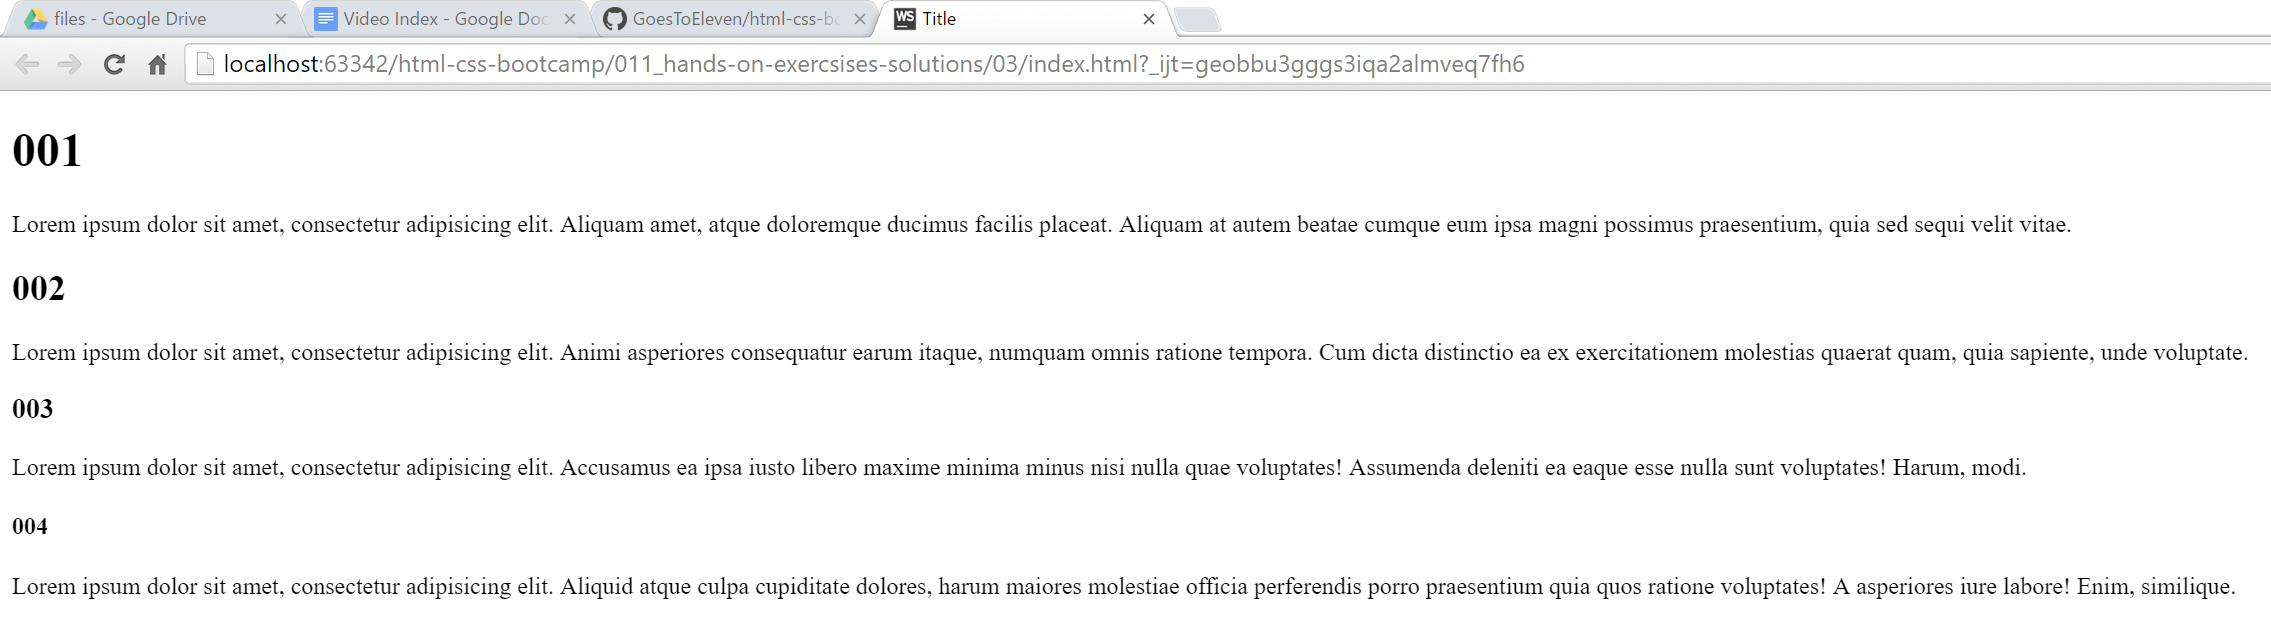 files - Google Drive
Video Index - Google Doc
GoesToEleven/html-css-bo
WS Title
localhost:63342/html-css-bootcamp/011_hands-on-exercsises-solutions/03/index.html?_ijt=geobbu3gggs3iqa2almveq7fh6
001
Lorem ipsum dolor sit amet, consectetur adipisicing elit. Aliquam amet, atque doloremque ducimus facilis placeat. Aliquam at autem beatae cumque eum ipsa magni possimus praesentium, quia sed sequi velit vitae.
002
Lorem ipsum dolor sit amet, consectetur adipisicing elit. Animi asperiores consequatur earum itaque, numquam omnis ratione tempora. Cum dicta distinctio ea ex exercitationem molestias quaerat quam, quia sapiente, unde voluptate.
003
Lorem ipsum dolor sit amet, consectetur adipisicing elit. Accusamus ea ipsa iusto libero maxime minima minus nisi nulla quae voluptates! Assumenda deleniti ea eaque esse nulla sunt voluptates! Harum, modi.
004
Lorem ipsum dolor sit amet, consectetur adipisicing elit. Aliquid atque culpa cupiditate dolores, harum maiores molestiae officia perferendis porro praesentium quia quos ratione voluptates! A asperiores iure labore! Enim, similique.